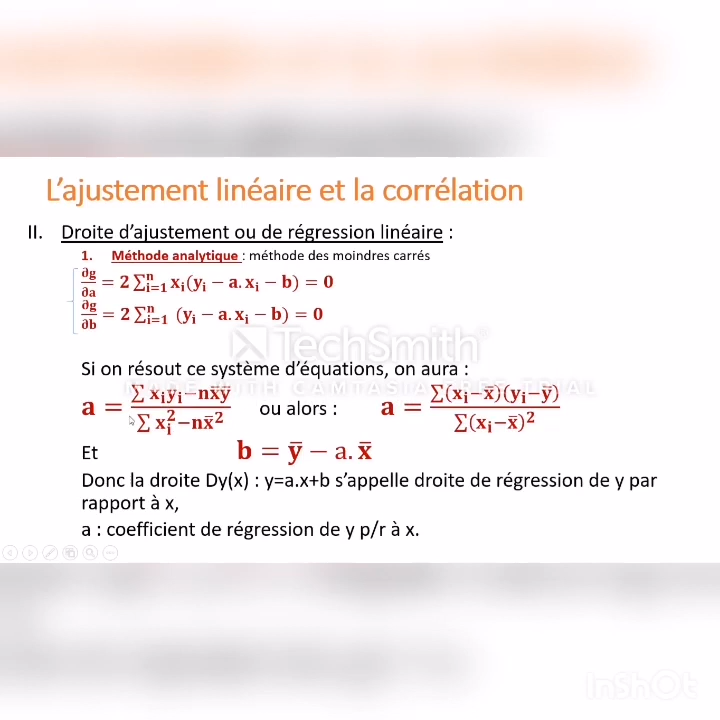 L'ajustement linéaire et la corrélation
II. Droite d'ajustement ou de régression linéaire :
1. Méthode analytique : méthode des moindres carrés
∂g/∂a = 2 ∑ⁿᵢ₌₁ xᵢ(yᵢ − a.xᵢ − b) = 0
∂g/∂b = 2 ∑ⁿᵢ₌₁ (yᵢ − a.xᵢ − b) = 0
TechSmith®
Si on résout ce système d'équations, on aura :
MADE WITH CAMTASIA FREE TRIAL
a = (∑ xᵢyᵢ−nx̄ȳ)/(∑ xᵢ²−nx̄²) ou alors : a = (∑(xᵢ−x̄)(yᵢ−ȳ))/(∑(xᵢ−x̄)²)
Et b = ȳ − a.x̄
Donc la droite Dy(x) : y=a.x+b s'appelle droite de régression de y par
rapport à x,
a : coefficient de régression de y p/r à x.
InShOt